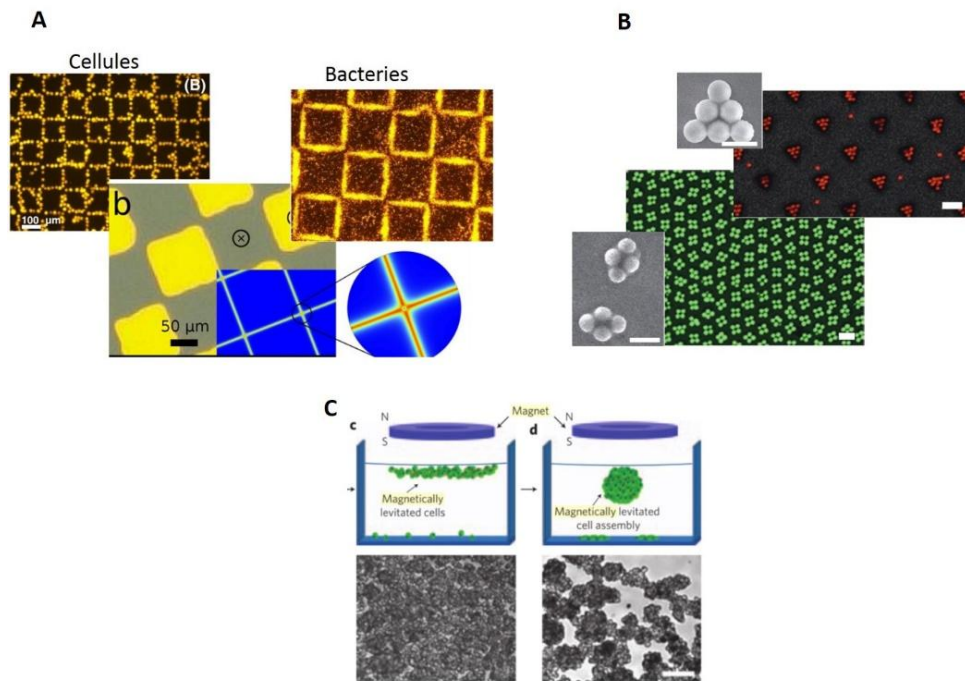 A
Cellules
(B)
100 µm
Bacteries
b
50 µm
B
C
c
N
S
Magnet
Magnetically
levitated cells
d
N
S
Magnetically levitated
cell assembly